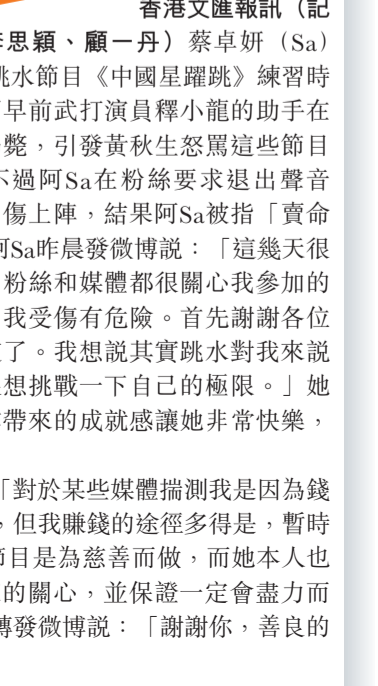 香港文匯報訊（記
李思穎、顧一丹）蔡卓妍（Sa）
跳水節目《中國星躍跳》練習時
早前武打演員釋小龍的助手在
斃，引發黃秋生怒罵這些節目
不過阿Sa在粉絲要求退出聲音
傷上陣，結果阿Sa被指「賣命
阿Sa昨晨發微博説：「這幾天很
粉絲和媒體都很關心我參加的
我受傷有危險。首先謝謝各位
了。我想説其實跳水對我來説
想挑戰一下自己的極限。」她
帶來的成就感讓她非常快樂，
「對於某些媒體揣測我是因為錢
，但我賺錢的途徑多得是，暫時
節目是為慈善而做，而她本人也
的關心，並保證一定會盡力而
轉發微博説：「謝謝你，善良的